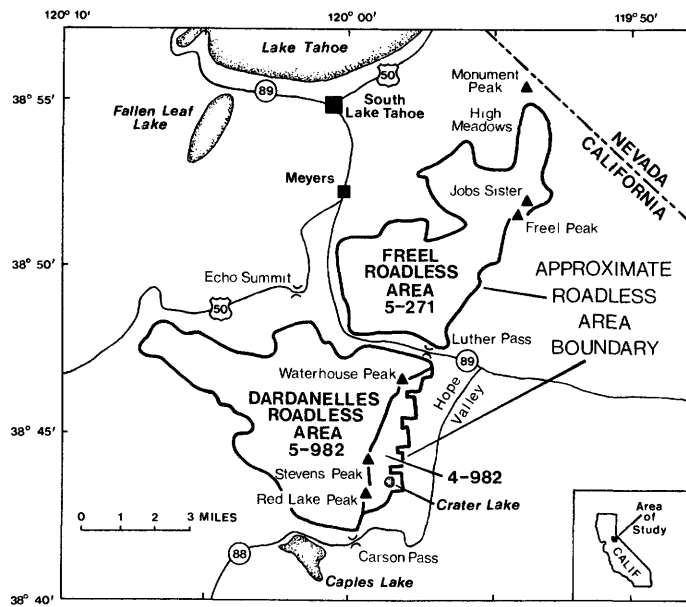 120° 10'
120° 00'
119° 50'
Lake Tahoe
50
89
South
Lake Tahoe
Monument
Peak
High
Meadows
38° 55'
Fallen Leaf
Lake
NEVADA
CALIFORNIA
Meyers
Jobs Sister
Freel Peak
FREEL
ROADLESS
AREA
5-271
38° 50'
Echo Summit
50
APPROXIMATE
ROADLESS
AREA
BOUNDARY
Luther Pass
89
Waterhouse Peak
Hope
Valley
DARDANELLES
ROADLESS
AREA
5-982
38° 45'
4-982
Stevens Peak
Red Lake Peak
Crater Lake
0 1 2 3 MILES
88
Carson Pass
Caples Lake
Area
of
Study
CALIF
38° 40'